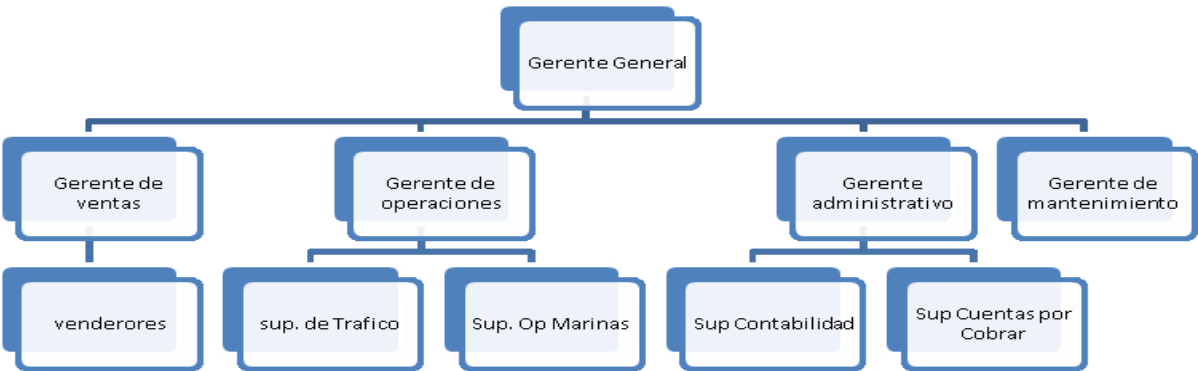 Gerente General
Gerente de
ventas
Gerente de
operaciones
Gerente
administrativo
Gerente de
mantenimiento
venderores
sup. de Trafico
Sup. Op Marinas
Sup Contabilidad
Sup Cuentas por
Cobrar